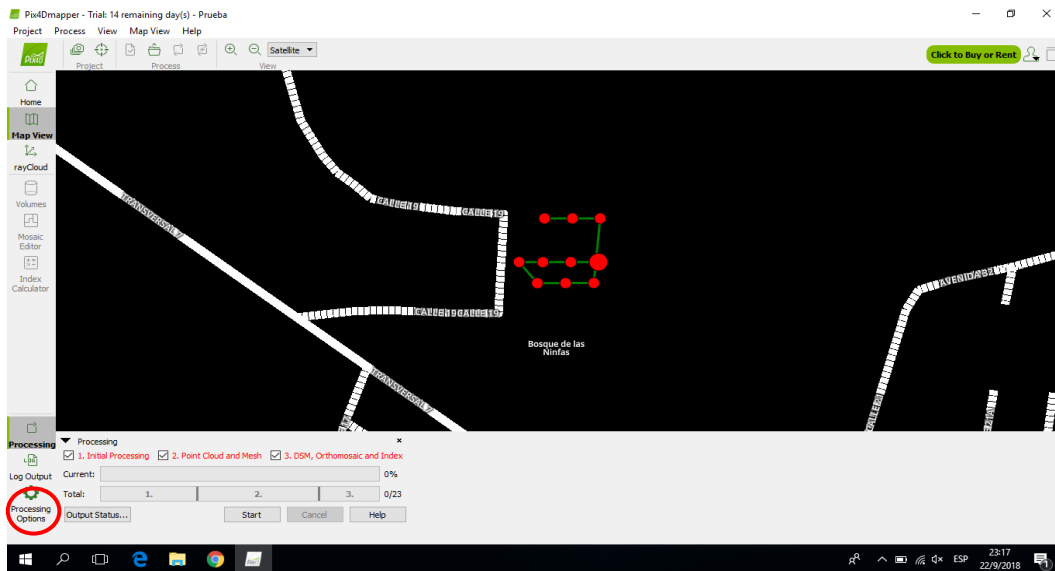 Pix4Dmapper - Trial: 14 remaining day(s) - Prueba
Project Process View Map View Help
Satellite
Project Process View
Click to Buy or Rent
PIX4D
Home
Map View
rayCloud
Volumes
Mosaic
Editor
Index
Calculator
CALLE 19 CALLE 19
TRANSVERSAL 7
AVENIDA 32
CALLE 19 CALLE 19
Bosque de las
Ninfas
TRANSVERSAL 7
Processing
Log Output
Processing
Options
Processing
1. Initial Processing 2. Point Cloud and Mesh 3. DSM, Orthomosaic and Index
Current: 0%
Total: 1. 2. 3. 0/23
Output Status... Start Cancel Help
ESP
23:17
22/9/2018